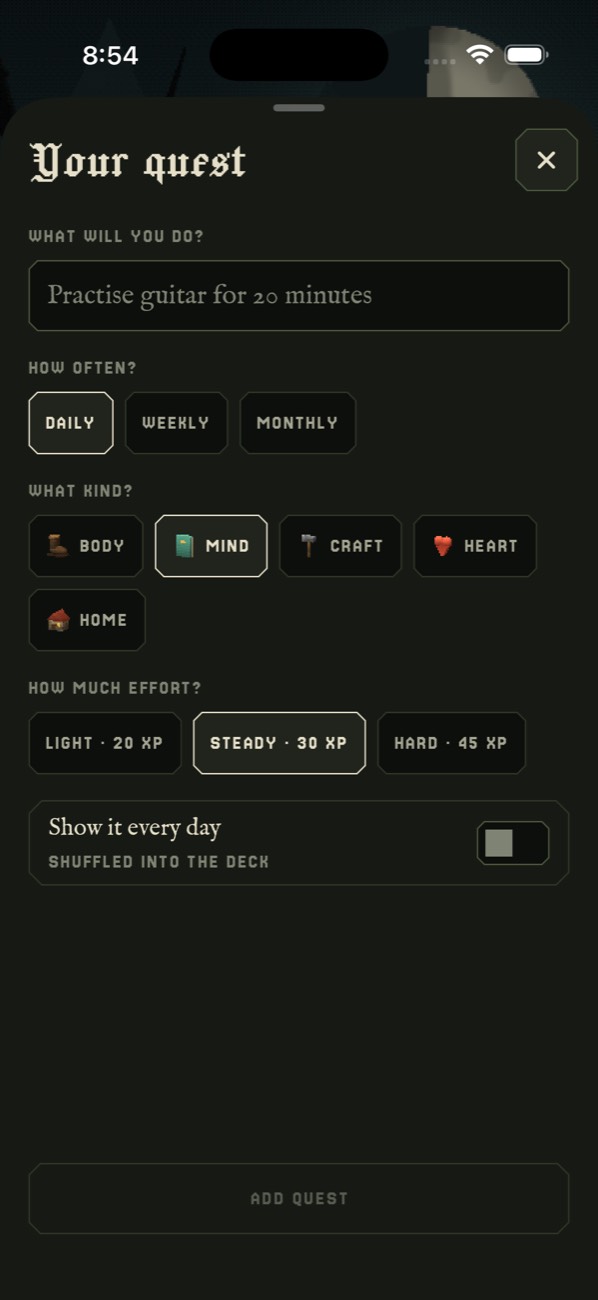 8:54
Your quest
WHAT WILL YOU DO?
Practise guitar for 20 minutes
HOW OFTEN?
DAILY WEEKLY MONTHLY
WHAT KIND?
BODY MIND CRAFT HEART
HOME
HOW MUCH EFFORT?
LIGHT · 20 XP STEADY · 30 XP HARD · 45 XP
Show it every day
SHUFFLED INTO THE DECK
ADD QUEST